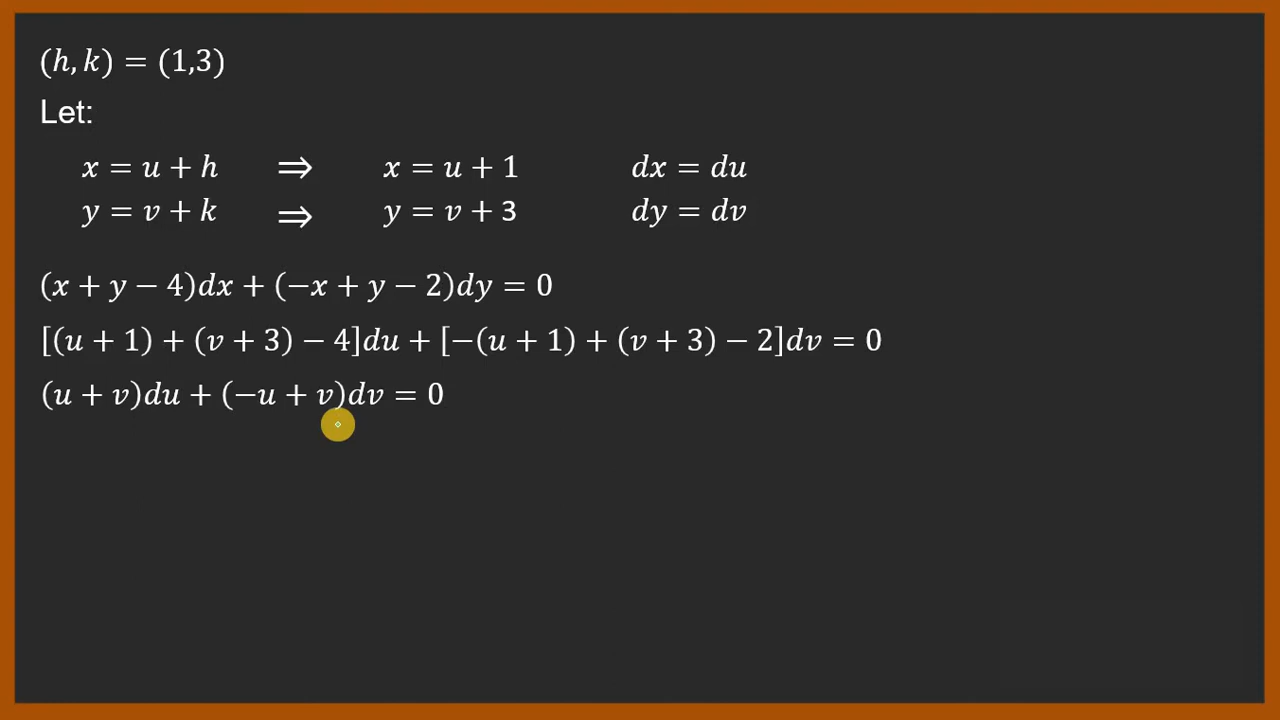 (h, k) = (1,3)
Let:
x = u + h ⇒ x = u + 1 dx = du
y = v + k ⇒ y = v + 3 dy = dv
(x + y − 4)dx + (−x + y − 2)dy = 0
[(u + 1) + (v + 3) − 4]du + [−(u + 1) + (v + 3) − 2]dv = 0
(u + v)du + (−u + v)dv = 0